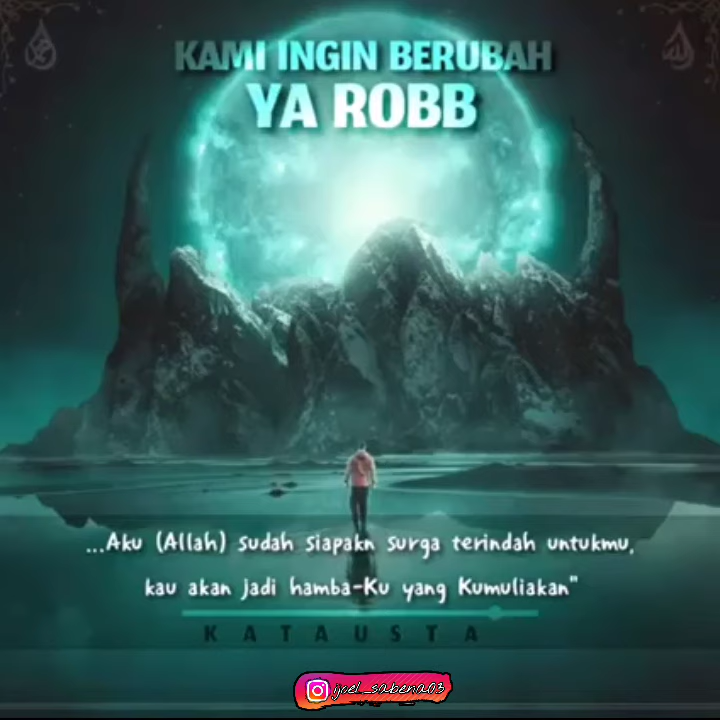 KAMI INGIN BERUBAH
YA ROBB
...Aku (Allah) sudah siapakn surga terindah untukmu,
kau akan jadi hamba-Ku yang Kumuliakan"
KATAUSTA
ijoel_sabena03